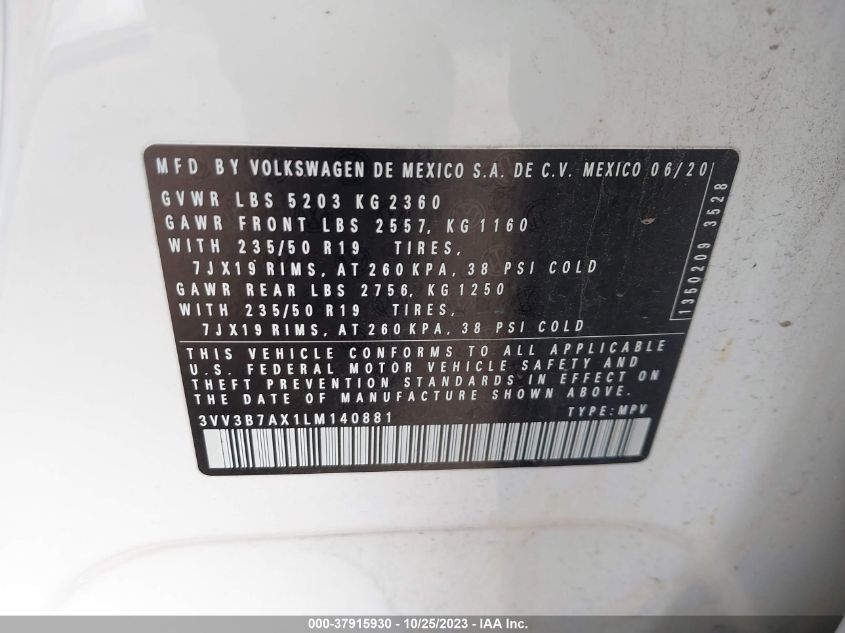 MFD BY VOLKSWAGEN DE MEXICO S.A. DE C.V. MEXICO 06/20
GVWR LBS 5203 KG 2360
GAWR FRONT LBS 2557, KG 1160
WITH 235/50 R19 TIRES,
7JX19 RIMS, AT 260 KPA, 38 PSI COLD
GAWR REAR LBS 2756, KG 1250
WITH 235/50 R19 TIRES,
7JX19 RIMS, AT 260 KPA, 38 PSI COLD
1350209 3528
THIS VEHICLE CONFORMS TO ALL APPLICABLE
U.S. FEDERAL MOTOR VEHICLE SAFETY AND
THEFT PREVENTION STANDARDS IN EFFECT ON
THE DATE OF MANUFACTURE SHOWN ABOVE.
3VV3B7AX1LM140881 TYPE: MPV
000-37915930 - 10/25/2023 - IAA Inc.